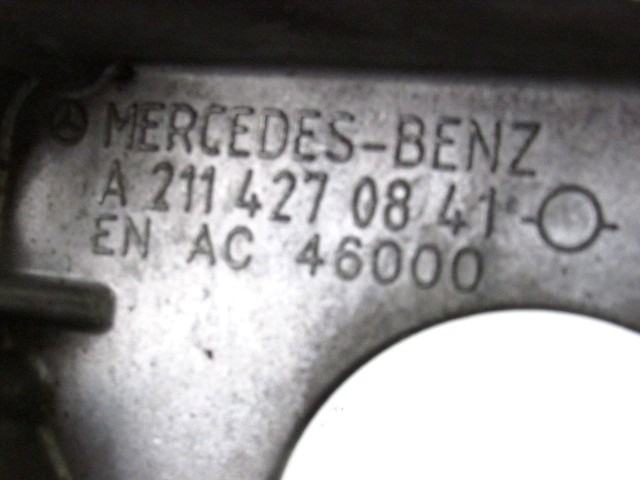 MERCEDES-BENZ
A 211 427 08 41
EN AC 46000